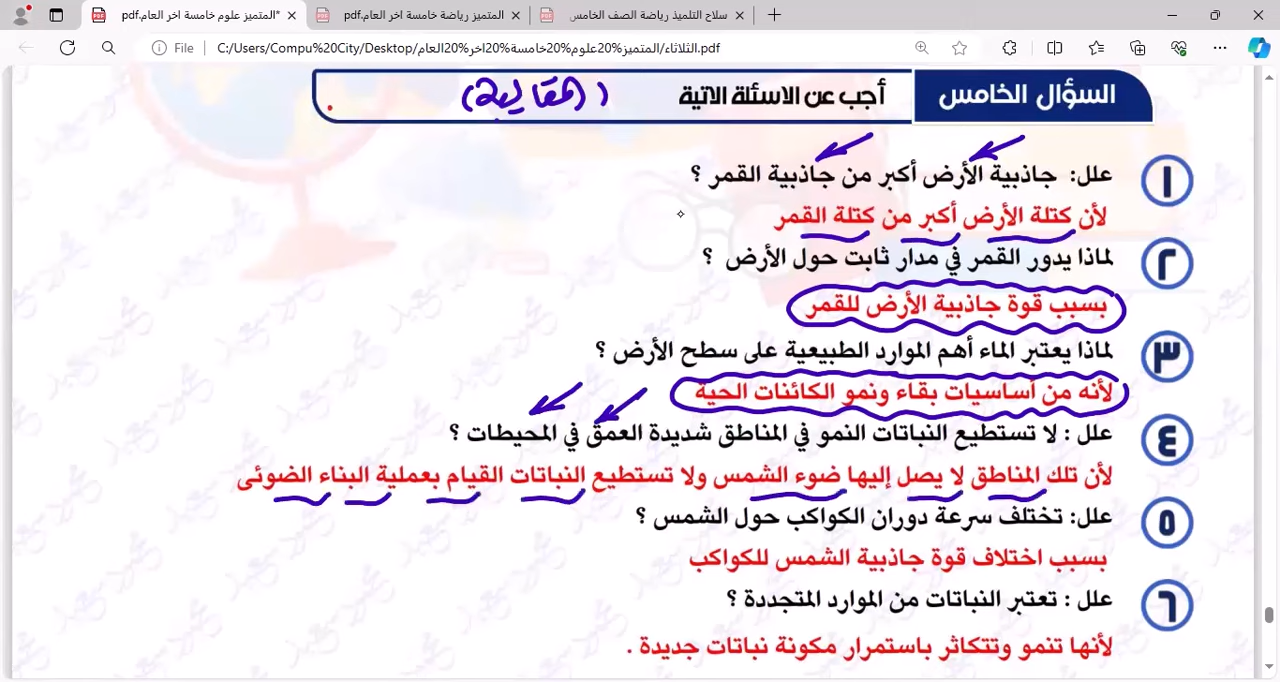 المتميز علوم خامسة اخر العام.pdf*
المتميز رياضة خامسة اخر العام.pdf
سلاح التلميذ رياضة الصف الخامس
File
C:/Users/Compu%20City/Desktop/الثلاثاء/المتميز%20علوم%20خامسة%20اخر%20العام.pdf
السؤال الخامس
أجب عن الاسئلة الاتية (المقالية)
١ علل: جاذبية الأرض أكبر من جاذبية القمر ؟
لأن كتلة الأرض أكبر من كتلة القمر
٢ لماذا يدور القمر في مدار ثابت حول الأرض ؟
بسبب قوة جاذبية الأرض للقمر
٣ لماذا يعتبر الماء أهم الموارد الطبيعية على سطح الأرض ؟
لأنه من أساسيات بقاء ونمو الكائنات الحية
٤ علل : لا تستطيع النباتات النمو في المناطق شديدة العمق في المحيطات ؟
لأن تلك المناطق لا يصل إليها ضوء الشمس ولا تستطيع النباتات القيام بعملية البناء الضوئى
٥ علل: تختلف سرعة دوران الكواكب حول الشمس ؟
بسبب اختلاف قوة جاذبية الشمس للكواكب
٦ علل : تعتبر النباتات من الموارد المتجددة ؟
لأنها تنمو وتتكاثر باستمرار مكونة نباتات جديدة .